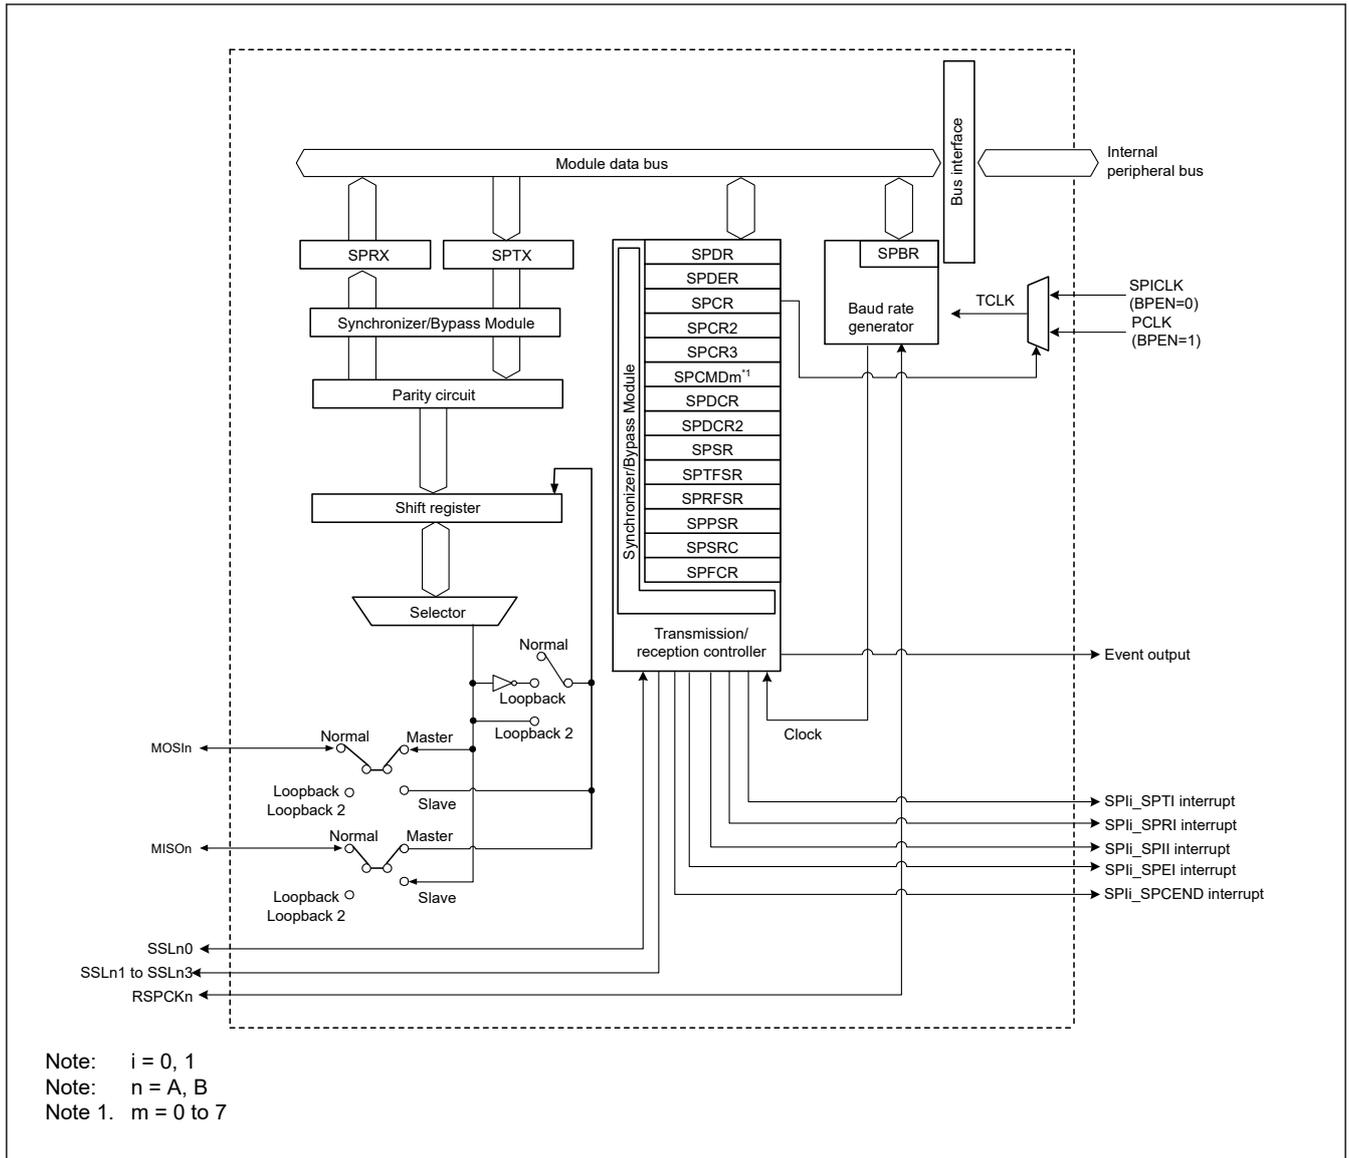 Module data bus
Bus interface
Internal
peripheral bus
SPRX
SPTX
Synchronizer/Bypass Module
Parity circuit
Shift register
Selector
Synchronizer/Bypass Module
SPDR
SPDER
SPCR
SPCR2
SPCR3
SPCMDm*1
SPDCR
SPDCR2
SPSR
SPTFSR
SPRFSR
SPPSR
SPSRC
SPFCR
Transmission/
reception controller
SPBR
Baud rate
generator
TCLK
SPICLK
(BPEN=0)
PCLK
(BPEN=1)
Normal
Loopback
Loopback 2
Event output
Clock
MOSIn
Normal
Master
Loopback
Loopback 2
Slave
MISOn
Normal
Master
Loopback
Loopback 2
Slave
SPIi_SPTI interrupt
SPIi_SPRI interrupt
SPIi_SPII interrupt
SPIi_SPEI interrupt
SPIi_SPCEND interrupt
SSLn0
SSLn1 to SSLn3
RSPCKn
Note: i = 0, 1
Note: n = A, B
Note 1. m = 0 to 7